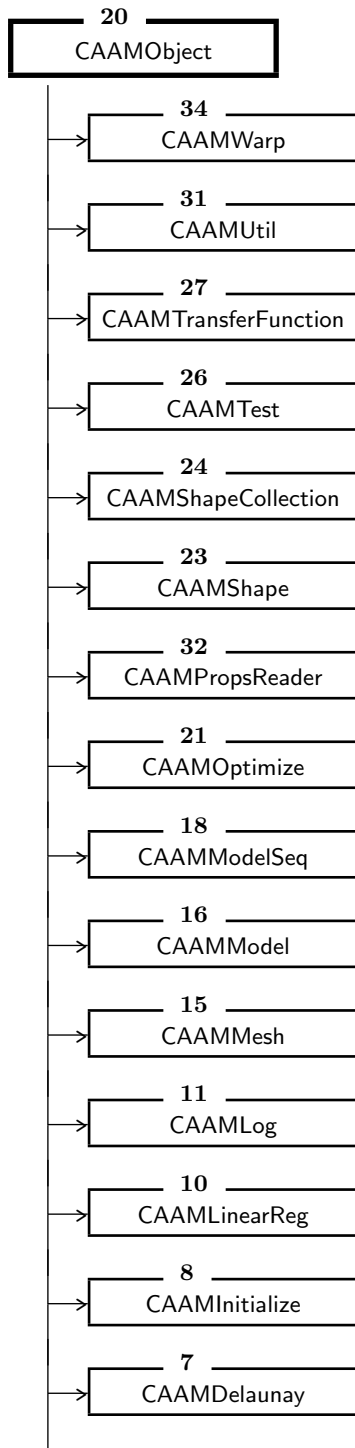 20
CAAMObject
34
CAAMWarp
31
CAAMUtil
27
CAAMTransferFunction
26
CAAMTest
24
CAAMShapeCollection
23
CAAMShape
32
CAAMPropsReader
21
CAAMOptimize
18
CAAMModelSeq
16
CAAMModel
15
CAAMMesh
11
CAAMLog
10
CAAMLinearReg
8
CAAMInitialize
7
CAAMDelaunay